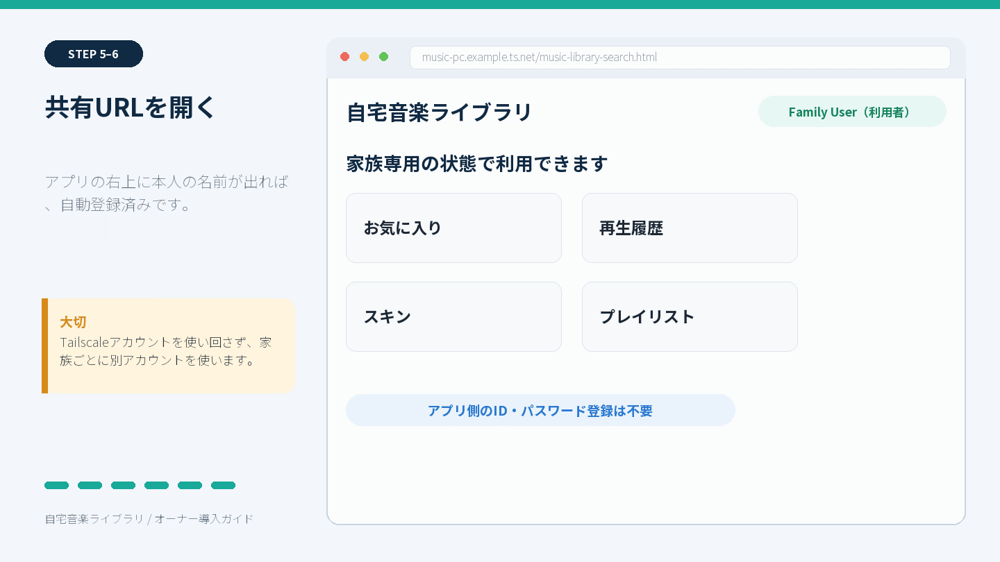 STEP 5–6
共有URLを開く
アプリの右上に本人の名前が出れば
、自動登録済みです。
大切
Tailscaleアカウントを使い回さず、家
族ごとに別アカウントを使います。
自宅音楽ライブラリ / オーナー導入ガイド
music-pc.example.ts.net/music-library-search.html
自宅音楽ライブラリ
Family User（利用者）
家族専用の状態で利用できます
お気に入り
再生履歴
スキン
プレイリスト
アプリ側のID・パスワード登録は不要